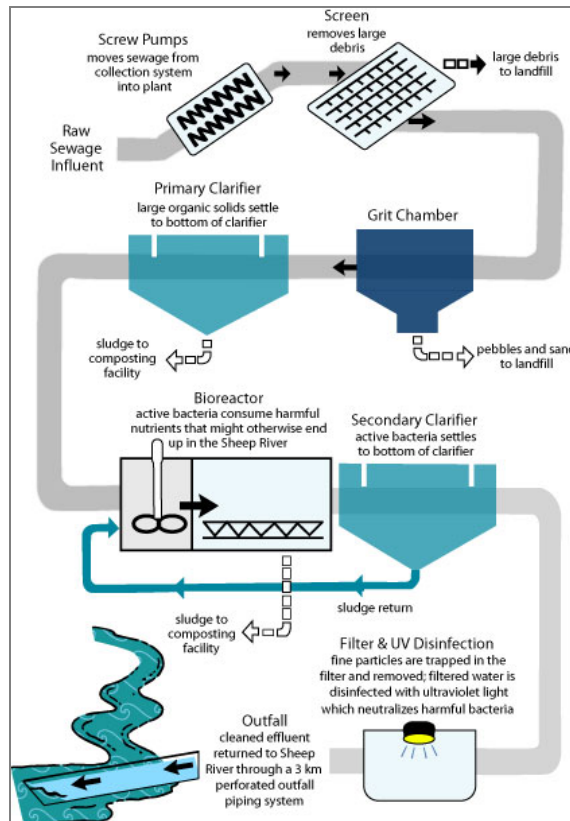 Screw Pumps
moves sewage from
collection system
into plant
Screen
removes large
debris
large debris
to landfill
Raw
Sewage
Influent
Primary Clarifier
large organic solids settle
to bottom of clarifier
Grit Chamber
sludge to
composting
facility
pebbles and sand
to landfill
Bioreactor
active bacteria consume harmful
nutrients that might otherwise end
up in the Sheep River
Secondary Clarifier
active bacteria settles
to bottom of clarifier
sludge return
sludge to
composting
facility
Filter & UV Disinfection
fine particles are trapped in the
filter and removed; filtered water is
disinfected with ultraviolet light
which neutralizes harmful bacteria
Outfall
cleaned effluent
returned to Sheep
River through a 3 km
perforated outfall
piping system